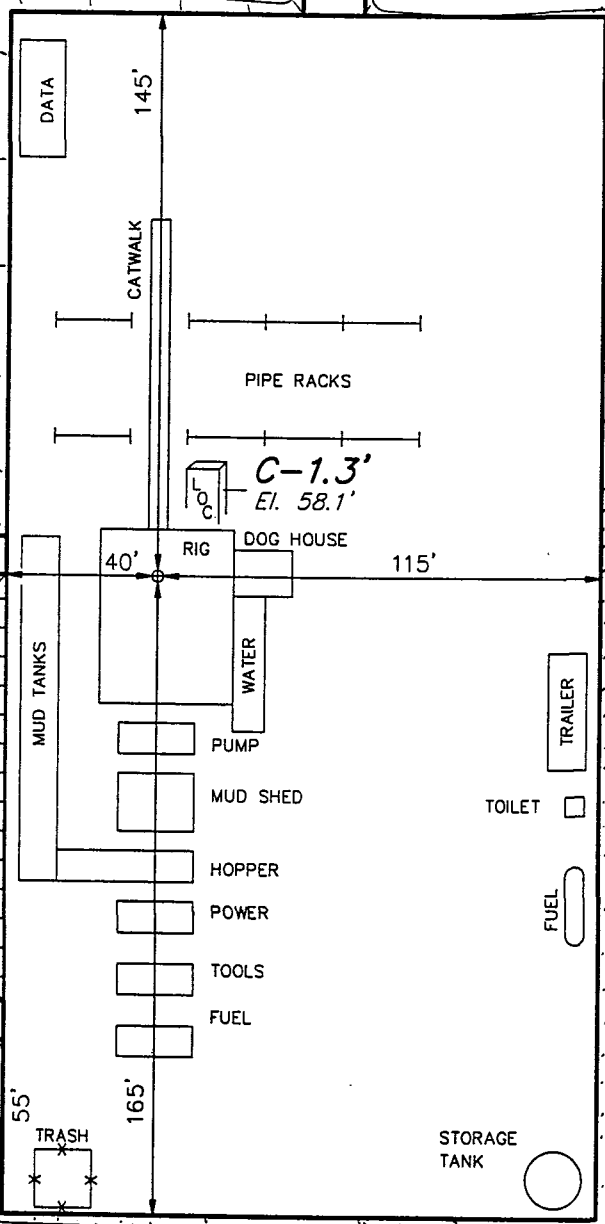 DATA
145'
CATWALK
PIPE RACKS
LOC.
C-1.3'
El. 58.1'
RIG
DOG HOUSE
40'
115'
MUD TANKS
WATER
TRAILER
PUMP
MUD SHED
TOILET
HOPPER
FUEL
POWER
TOOLS
FUEL
55'
165'
TRASH
STORAGE
TANK